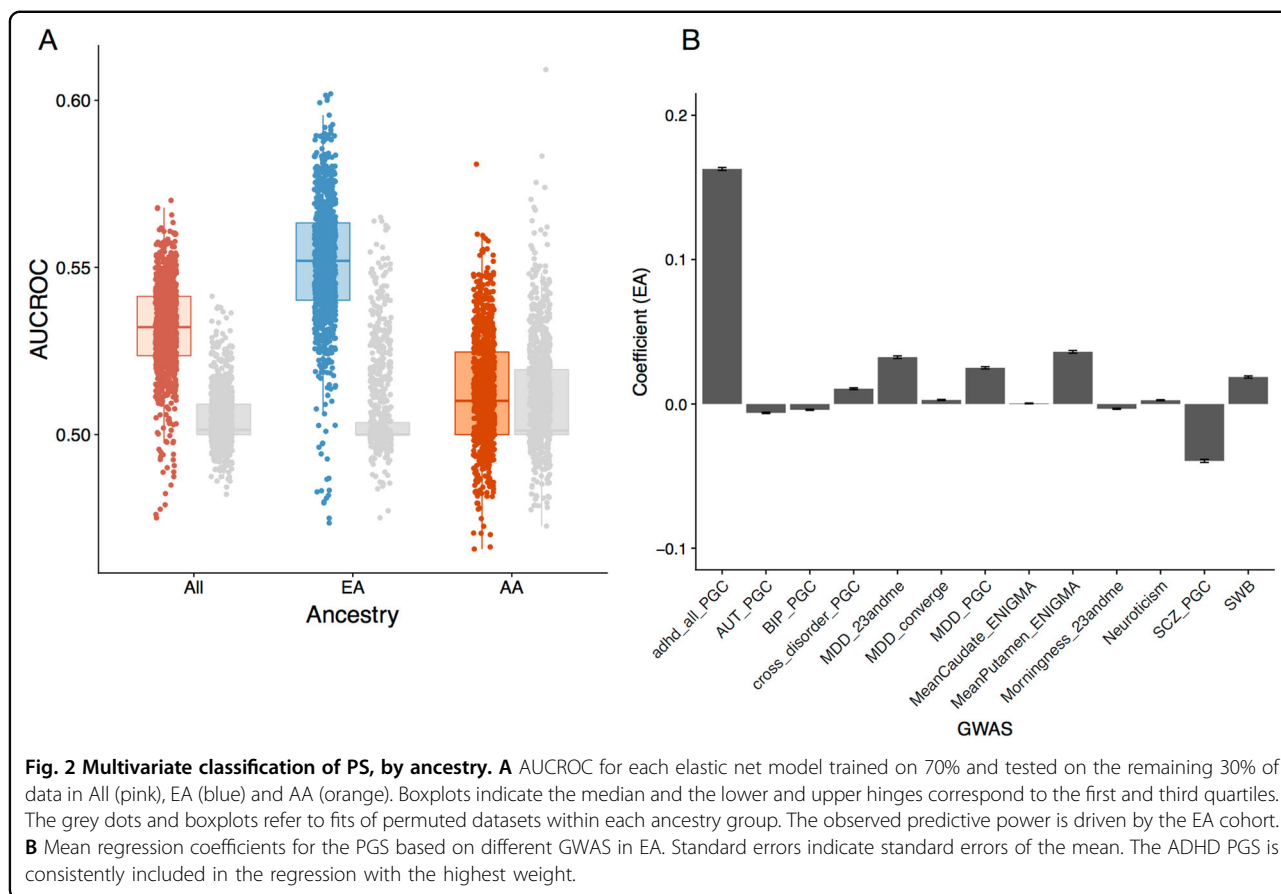 A
0.60
0.55
0.50
AUCROC
All
EA
AA
Ancestry
B
0.2
0.1
0.0
−0.1
Coefficient (EA)
adhd_all_PGC
AUT_PGC
BIP_PGC
cross_disorder_PGC
MDD_23andme
MDD_converge
MDD_PGC
MeanCaudate_ENIGMA
MeanPutamen_ENIGMA
Morningness_23andme
Neuroticism
SCZ_PGC
SWB
GWAS
Fig. 2 Multivariate classification of PS, by ancestry. A AUCROC for each elastic net model trained on 70% and tested on the remaining 30% of
data in All (pink), EA (blue) and AA (orange). Boxplots indicate the median and the lower and upper hinges correspond to the first and third quartiles.
The grey dots and boxplots refer to fits of permuted datasets within each ancestry group. The observed predictive power is driven by the EA cohort.
B Mean regression coefficients for the PGS based on different GWAS in EA. Standard errors indicate standard errors of the mean. The ADHD PGS is
consistently included in the regression with the highest weight.